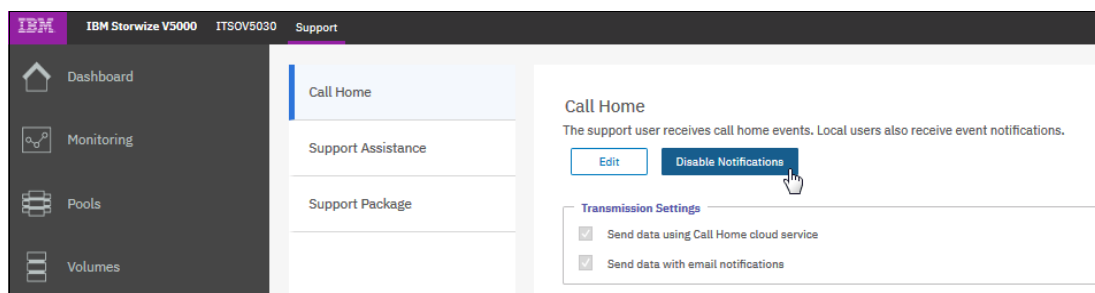 IBM IBM Storwize V5000 ITSOV5030 Support
Dashboard
Monitoring
Pools
Volumes
Call Home
Support Assistance
Support Package
Call Home
The support user receives call home events. Local users also receive event notifications.
Edit Disable Notifications
Transmission Settings
Send data using Call Home cloud service
Send data with email notifications